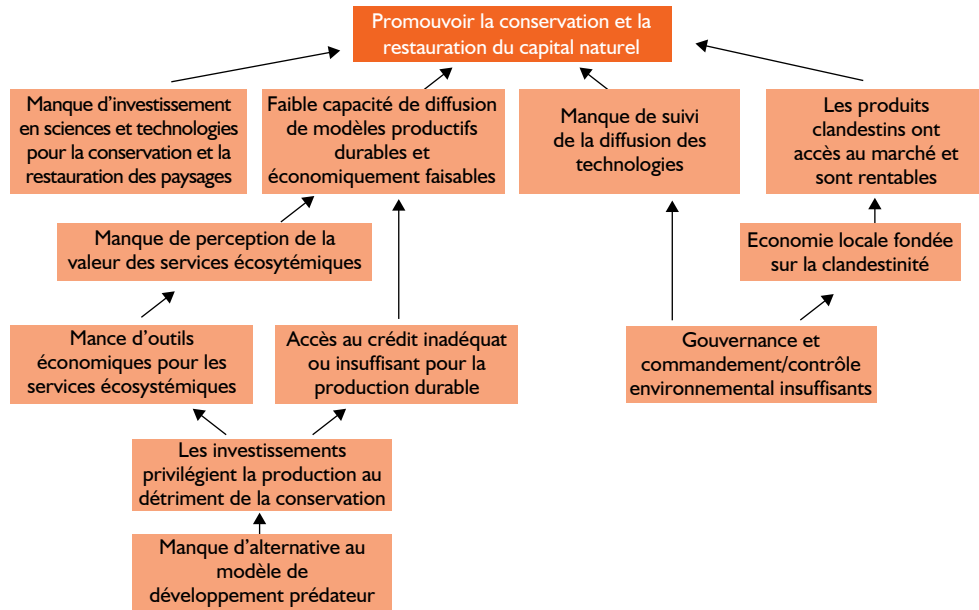 Promouvoir la conservation et la
restauration du capital naturel
Manque d'investissement
en sciences et technologies
pour la conservation et la
restauration des paysages
Faible capacité de diffusion
de modèles productifs
durables et
économiquement faisables
Manque de suivi
de la diffusion des
technologies
Les produits
clandestins ont
accès au marché et
sont rentables
Manque de perception de la
valeur des services écosytémiques
Economie locale fondée
sur la clandestinité
Mance d'outils
économiques pour les
services écosystémiques
Accès au crédit inadéquat
ou insuffisant pour la
production durable
Gouvernance et
commandement/contrôle
environnemental insuffisants
Les investissements
privilégient la production au
détriment de la conservation
Manque d'alternative au
modèle de
développement prédateur